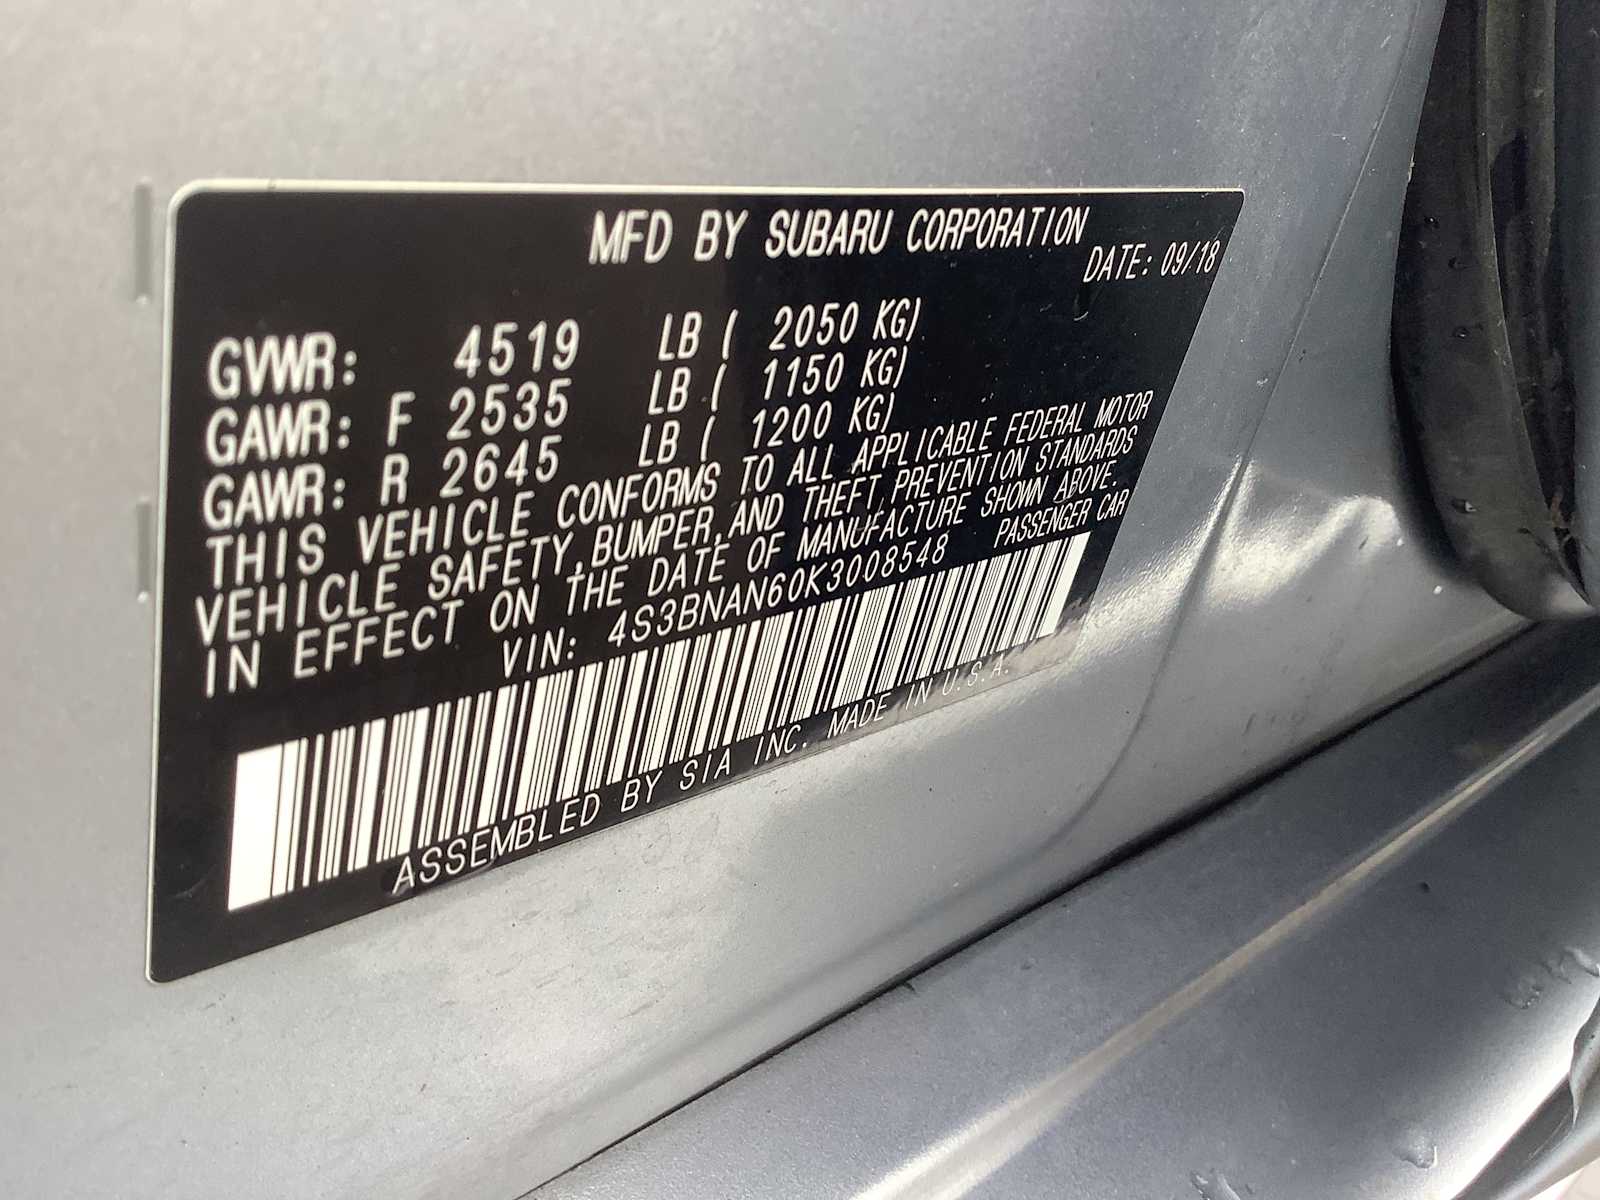 MFD BY SUBARU CORPORATION
DATE: 09/18
GVWR: 4519 LB ( 2050 KG)
GAWR: F 2535 LB ( 1150 KG)
GAWR: R 2645 LB ( 1200 KG)
THIS VEHICLE CONFORMS TO ALL APPLICABLE FEDERAL MOTOR
VEHICLE SAFETY,BUMPER,AND THEFT PREVENTION STANDARDS
IN EFFECT ON THE DATE OF MANUFACTURE SHOWN ABOVE.
VIN: 4S3BNAN60K3008548 PASSENGER CAR
ASSEMBLED BY SIA INC. MADE IN U.S.A.